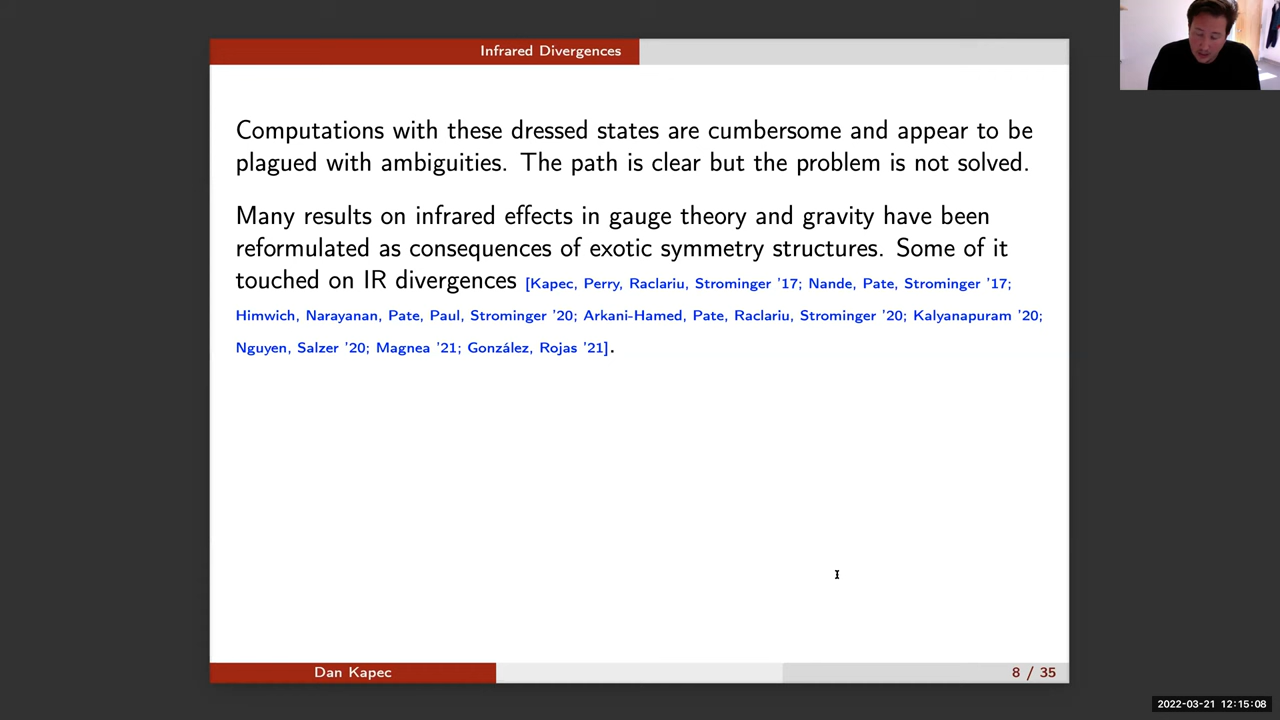 Infrared Divergences
Computations with these dressed states are cumbersome and appear to be
plagued with ambiguities. The path is clear but the problem is not solved.
Many results on infrared effects in gauge theory and gravity have been
reformulated as consequences of exotic symmetry structures. Some of it
touched on IR divergences [Kapec, Perry, Raclariu, Strominger '17; Nande, Pate, Strominger '17;
Himwich, Narayanan, Pate, Paul, Strominger '20; Arkani-Hamed, Pate, Raclariu, Strominger '20; Kalyanapuram '20;
Nguyen, Salzer '20; Magnea '21; González, Rojas '21].
Dan Kapec
8 / 35
2022-03-21 12:15:08